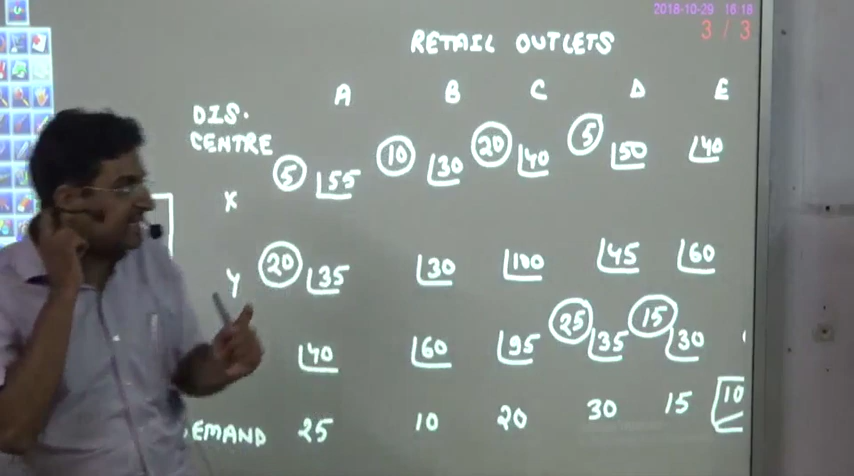 2018-10-29 16:18
3 / 3
RETAIL OUTLETS
A B C D E
DIS.
CENTRE
X 5 55 10 30 20 40 5 50 40
Y 20 35 30 100 45 60
40 60 95 25 35 15 30
EMAND 25 10 20 30 15 10